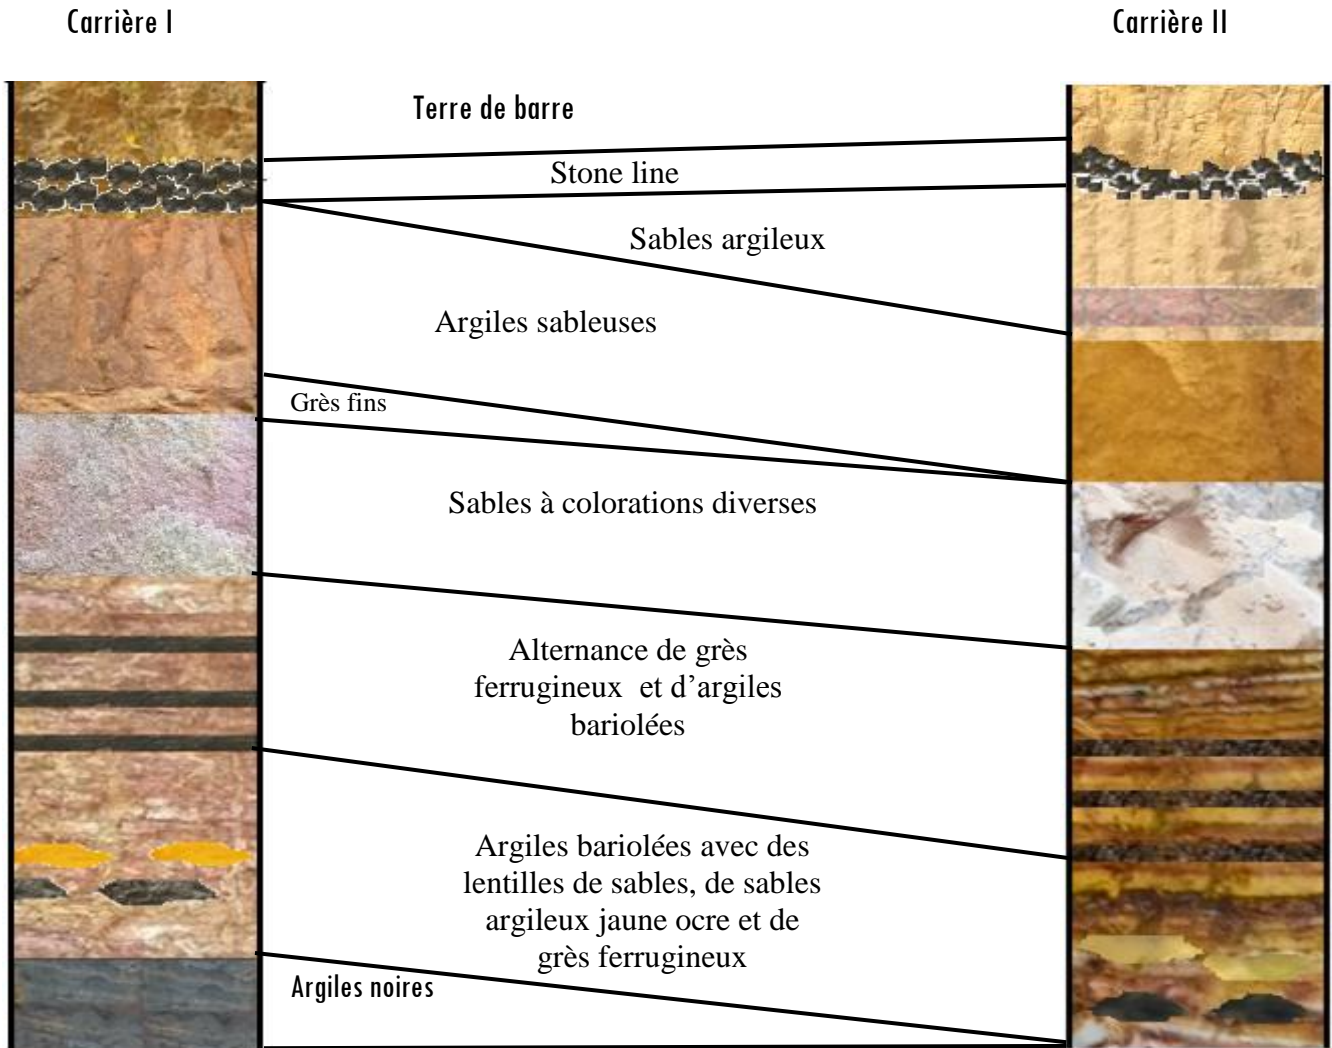 Carrière I
Carrière II
Terre de barre
Stone line
Sables argileux
Argiles sableuses
Grès fins
Sables à colorations diverses
Alternance de grès
ferrugineux et d'argiles
bariolées
Argiles bariolées avec des
lentilles de sables, de sables
argileux jaune ocre et de
grès ferrugineux
Argiles noires